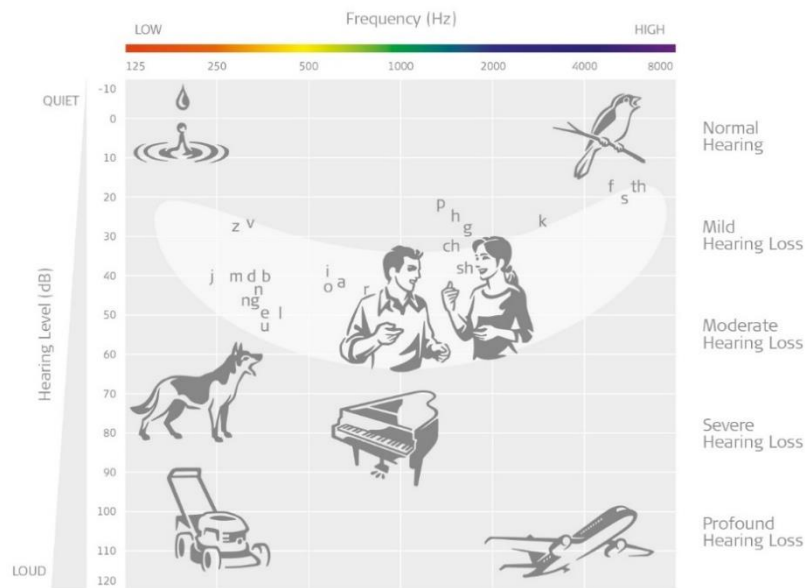 Frequency (Hz)
LOW
HIGH
125 250 500 1000 2000 4000 8000
QUIET
-10
0
10
20
30
40
50
60
70
80
90
100
110
120
LOUD
Hearing Level (dB)
Normal
Hearing
Mild
Hearing Loss
Moderate
Hearing Loss
Severe
Hearing Loss
Profound
Hearing Loss
f th
s
p
t k
z v g
ch
j m d b i sh
n o a r
ng
e l
u